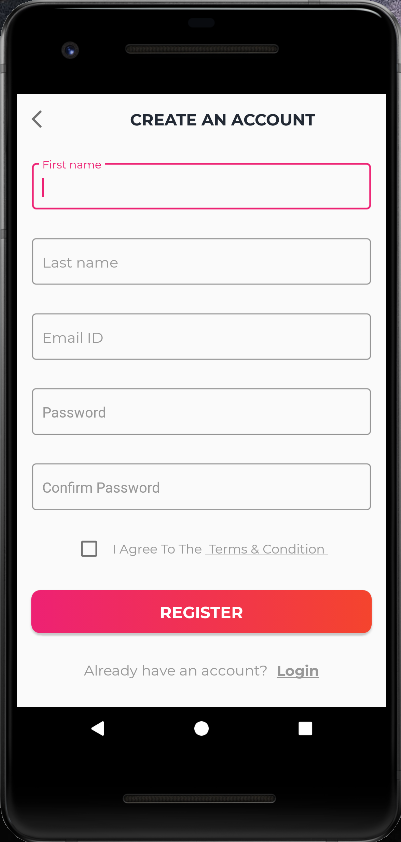 CREATE AN ACCOUNT
First name
Last name
Email ID
Password
Confirm Password
I Agree To The Terms & Condition
REGISTER
Already have an account? Login